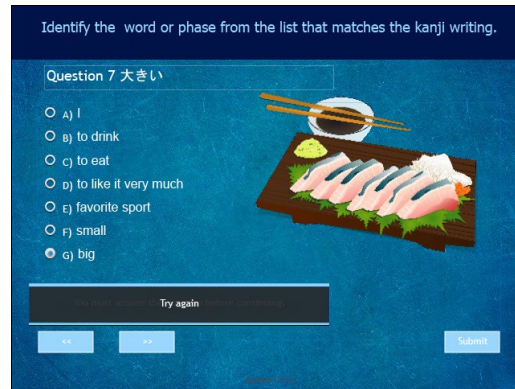 Identify the word or phase from the list that matches the kanji writing.
Question 7 大きい
A) I
B) to drink
C) to eat
D) to like it very much
E) favorite sport
F) small
G) big
Try again
<< >> Submit